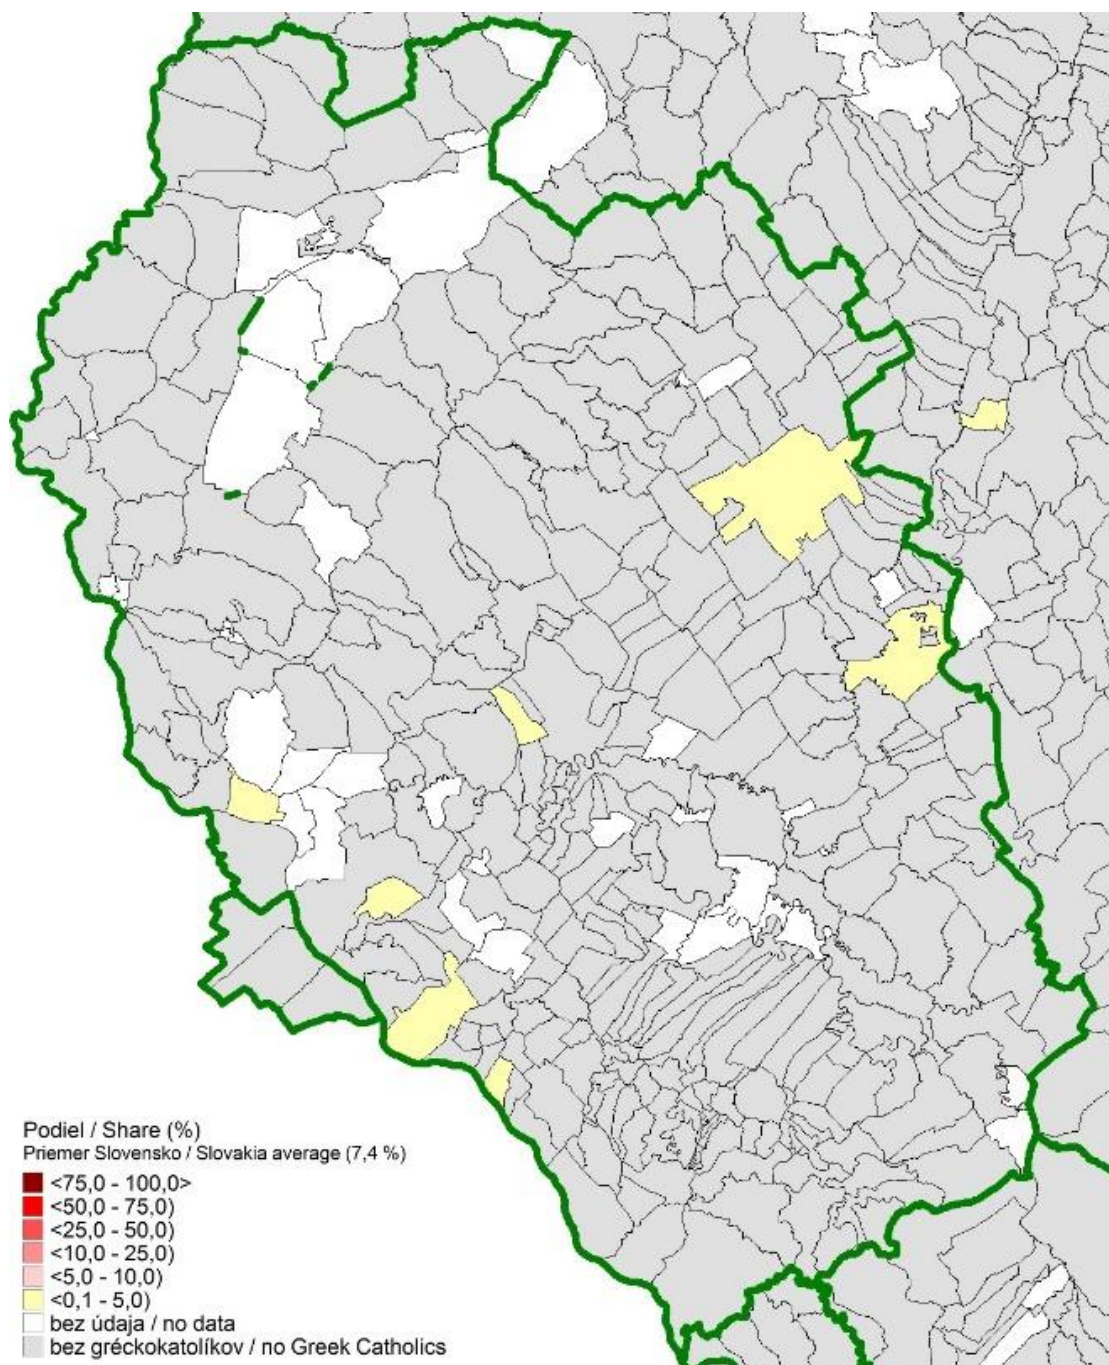 Podiel / Share (%)
Priemer Slovensko / Slovakia average (7,4 %)
<75,0 - 100,0>
<50,0 - 75,0)
<25,0 - 50,0)
<10,0 - 25,0)
<5,0 - 10,0)
<0,1 - 5,0)
bez údaja / no data
bez gréckokatolíkov / no Greek Catholics